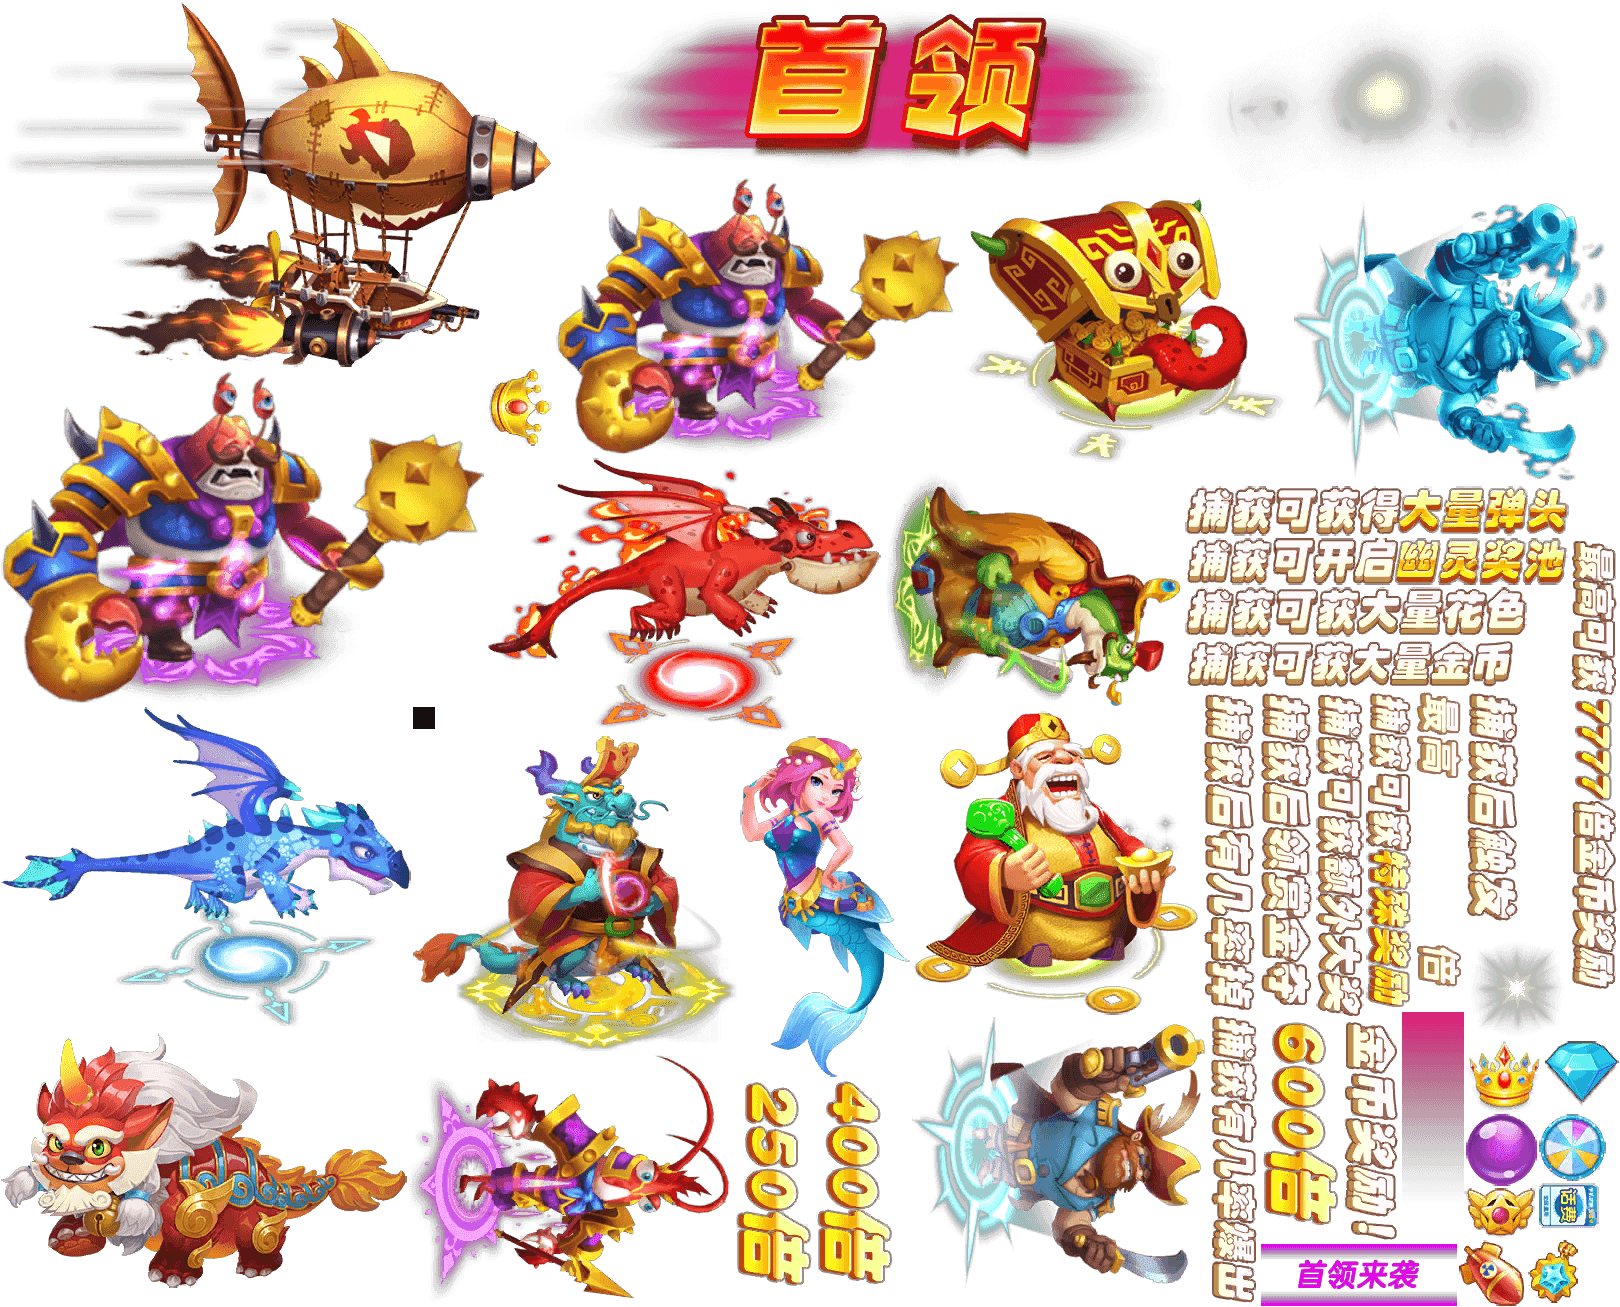 首领
捕获可获得大量弹头
捕获可开启幽灵奖池
捕获可获大量花色
捕获可获大量金币
最高可获7777倍金币奖励
捕获后触发
最高 倍
捕获可获特殊奖励
捕获可获额外大奖
捕获后领赏金夺
捕获后有几率掉
捕获有几率爆出
金币奖励！
600倍
400倍
250倍
话费
首领来袭